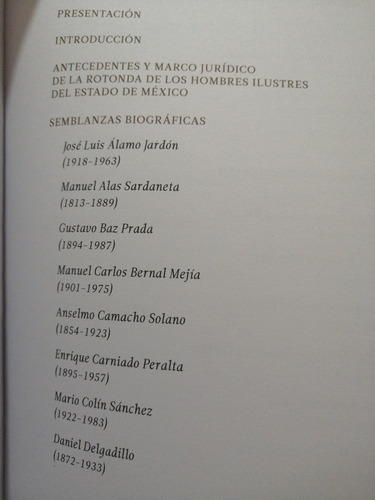 PRESENTACIÓN
INTRODUCCIÓN
ANTECEDENTES Y MARCO JURÍDICO
DE LA ROTONDA DE LOS HOMBRES ILUSTRES
DEL ESTADO DE MÉXICO
SEMBLANZAS BIOGRÁFICAS
José Luis Álamo Jardón
(1918-1963)
Manuel Alas Sardaneta
(1813-1889)
Gustavo Baz Prada
(1894-1987)
Manuel Carlos Bernal Mejía
(1901-1975)
Anselmo Camacho Solano
(1854-1923)
Enrique Carniado Peralta
(1895-1957)
Mario Colín Sánchez
(1922-1983)
Daniel Delgadillo
(1872-1933)